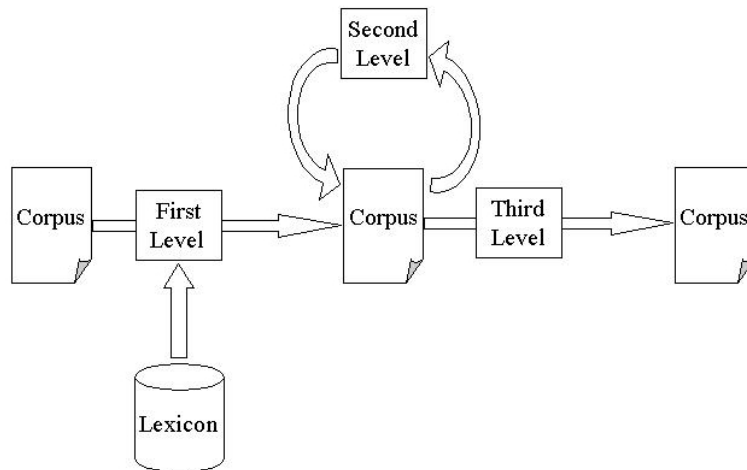 Second
Level
Corpus
First
Level
Corpus
Third
Level
Corpus
Lexicon